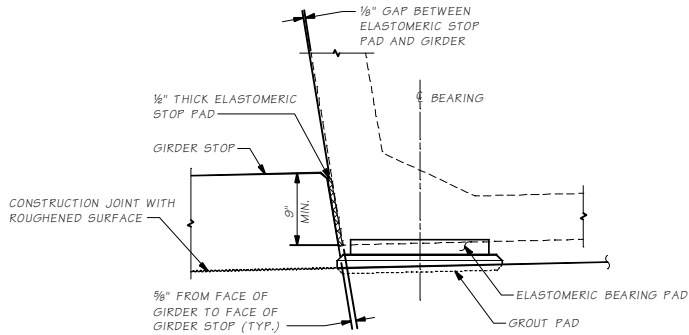 ⅛" GAP BETWEEN
ELASTOMERIC STOP
PAD AND GIRDER
½" THICK ELASTOMERIC
STOP PAD
℄ BEARING
GIRDER STOP
9"
MIN.
CONSTRUCTION JOINT WITH
ROUGHENED SURFACE
⅝" FROM FACE OF
GIRDER TO FACE OF
GIRDER STOP (TYP.)
ELASTOMERIC BEARING PAD
GROUT PAD